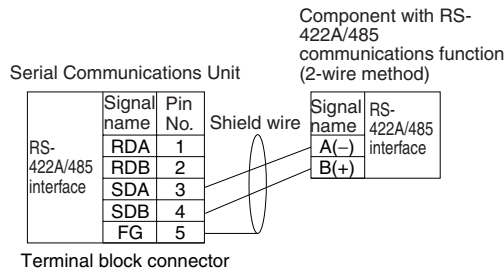 Component with RS-
422A/485
communications function
(2-wire method)
Serial Communications Unit
Signal name Pin No.
Shield wire
Signal name
RS-
422A/485
interface
RS-
422A/485
interface
RDA 1
RDB 2
SDA 3
SDB 4
FG 5
A(−)
B(+)
Terminal block connector